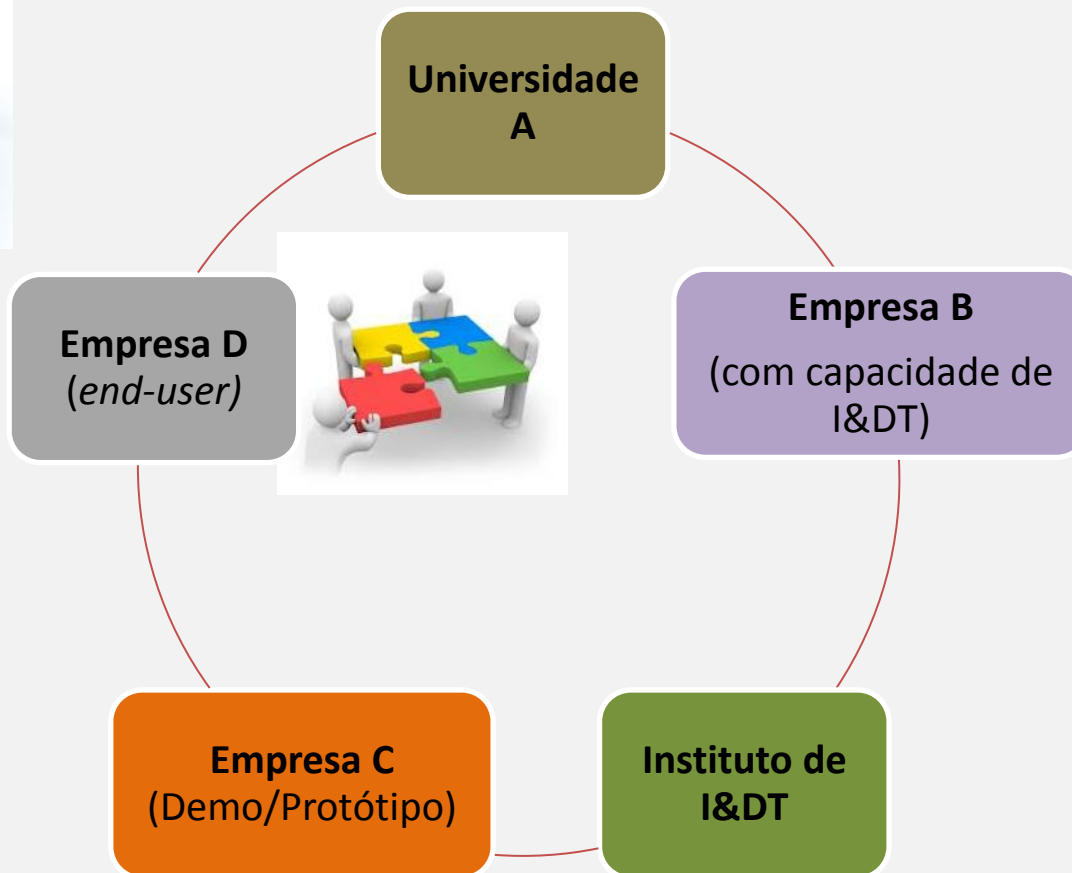 Universidade
A
Empresa B
(com capacidade de
I&DT)
Instituto de
I&DT
Empresa C
(Demo/Protótipo)
Empresa D
(end-user)